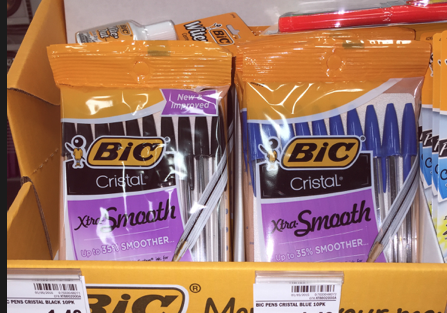 BIC
Wite
New &
Improved
BIC
Cristal
Xtra Smooth
Up to 35% SMOOTHER...
BIC
Cristal
Xtra Smooth
Up to 35% SMOOTHER...
PENS CRISTAL BLACK 10PK
BIC PENS CRISTAL BLUE 10PK
BIC®